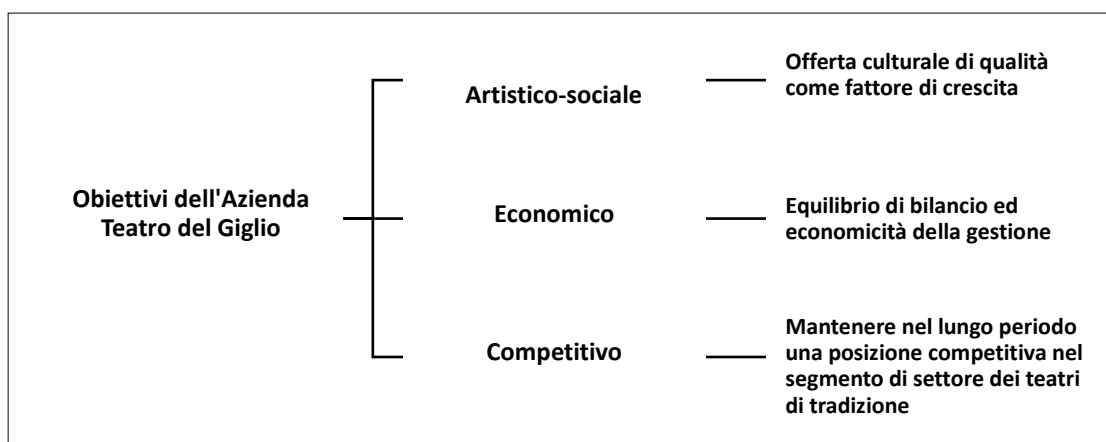 Obiettivi dell'Azienda
Teatro del Giglio
Artistico-sociale
Offerta culturale di qualità
come fattore di crescita
Economico
Equilibrio di bilancio ed
economicità della gestione
Competitivo
Mantenere nel lungo periodo
una posizione competitiva nel
segmento di settore dei teatri
di tradizione